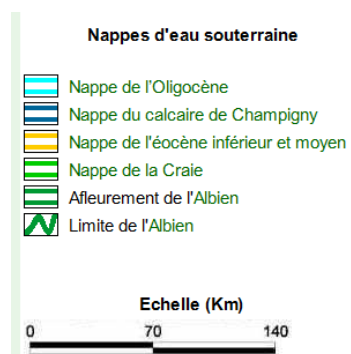 Nappes d'eau souterraine
Nappe de l'Oligocène
Nappe du calcaire de Champigny
Nappe de l'éocène inférieur et moyen
Nappe de la Craie
Afleurement de l'Albien
Limite de l'Albien
Echelle (Km)
0 70 140